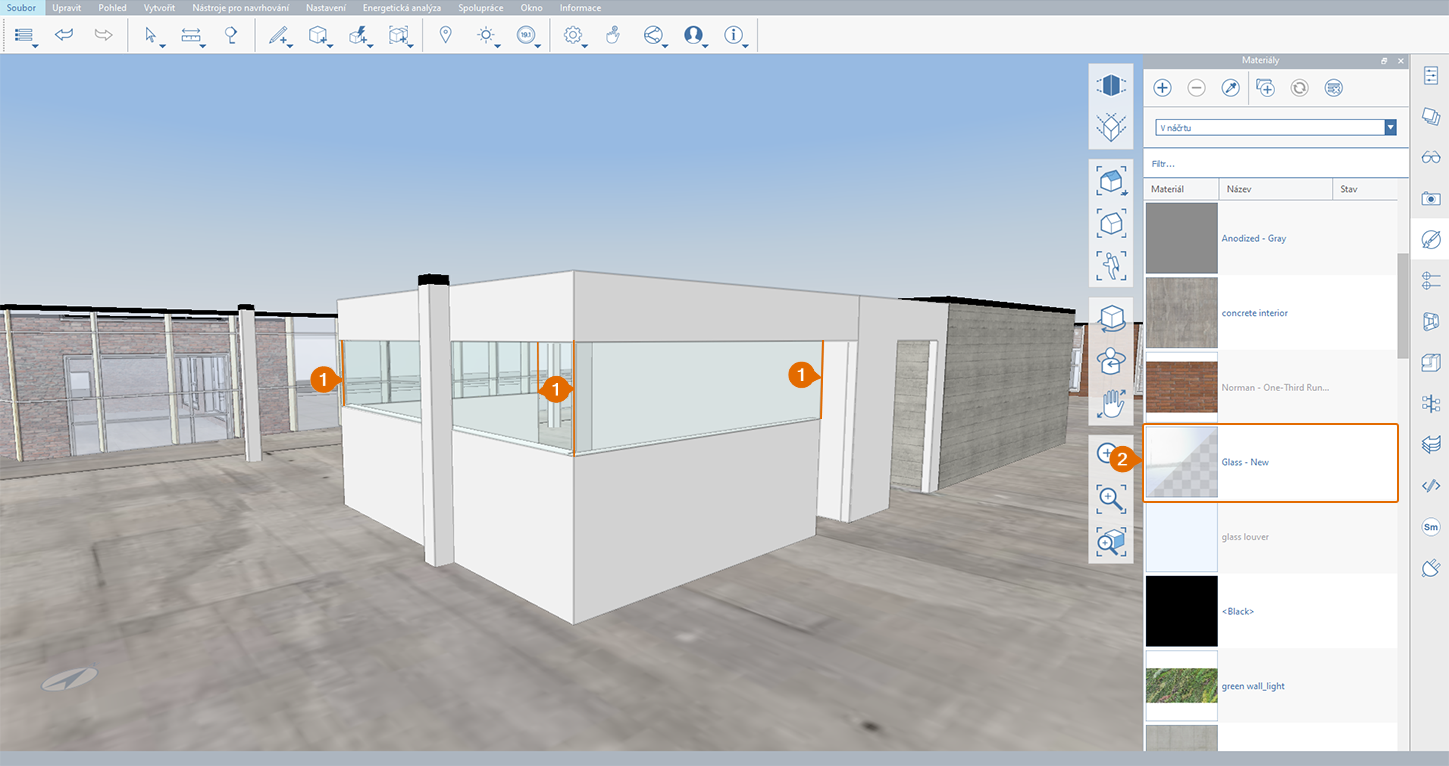 Soubor Upravit Pohled Vytvořit Nástroje pro navrhování Nastavení Energetická analýza Spolupráce Okno Informace
19.1
Materiály
V náčrtu
Filtr...
Materiál Název Stav
Anodized - Gray
concrete interior
Norman - One-Third Run...
Glass - New
glass louver
<Black>
green wall_light
1
1
1
2
Sm